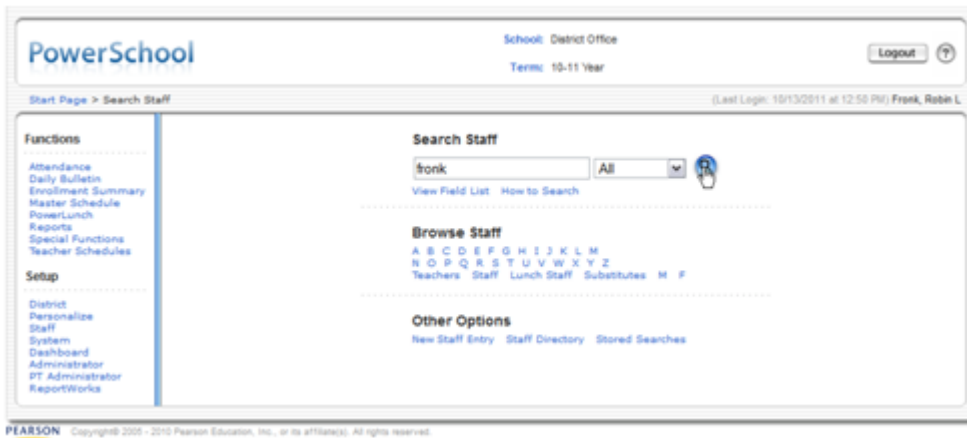 PowerSchool
School: District Office
Term: 10-11 Year
Logout ?
Start Page > Search Staff
(Last Login: 10/13/2011 at 12:50 PM) Fronk, Robin L
Functions
Attendance
Daily Bulletin
Enrollment Summary
Master Schedule
PowerLunch
Reports
Special Functions
Teacher Schedules
Setup
District
Personalize
Staff
System
Dashboard
Administrator
PT Administrator
ReportWorks
Search Staff
fronk All
View Field List How to Search
Browse Staff
A B C D E F G H I J K L M
N O P Q R S T U V W X Y Z
Teachers Staff Lunch Staff Substitutes M F
Other Options
New Staff Entry Staff Directory Stored Searches
PEARSON Copyright© 2005 - 2010 Pearson Education, Inc., or its affiliate(s). All rights reserved.